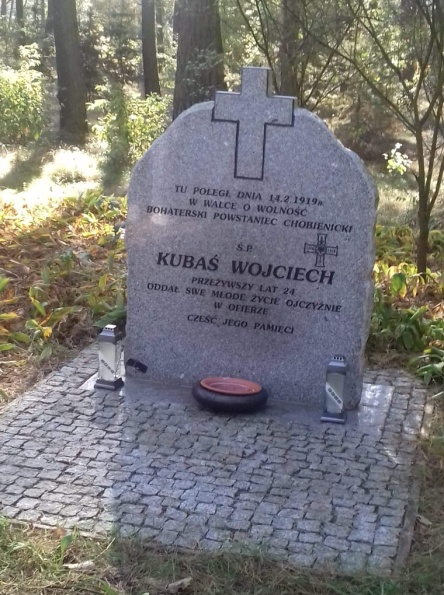 TU POLEGŁ DNIA 14.2.1919R
W WALCE O WOLNOŚĆ
BOHATERSKI POWSTANIEC CHOBIENICKI
Ś.P.
KUBAŚ WOJCIECH
PRZEŻYWSZY LAT 24
ODDAŁ SWE MŁODE ŻYCIE OJCZYŹNIE
W OFIERZE
CZEŚĆ JEGO PAMIĘCI